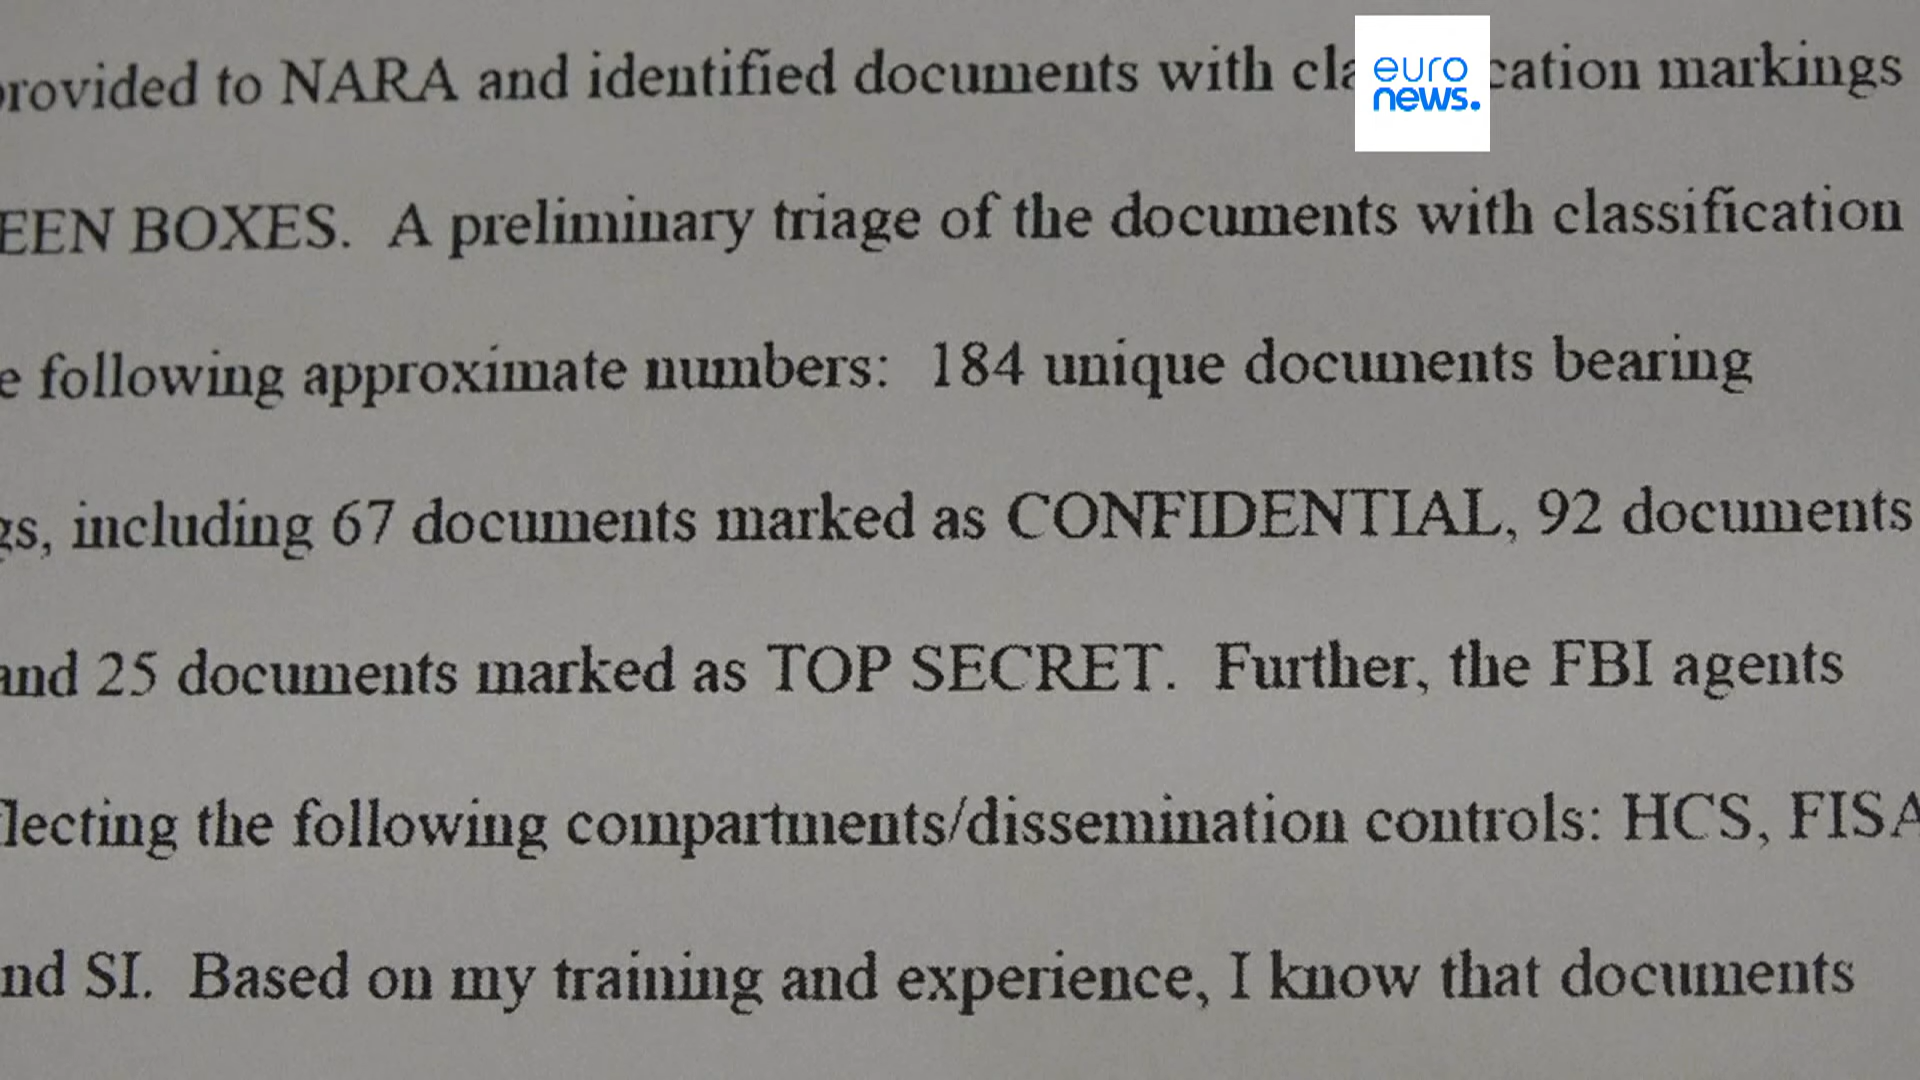 provided to NARA and identified documents with cla cation markings
euro
news.
EEN BOXES. A preliminary triage of the documents with classification
e following approximate numbers: 184 unique documents bearing
gs, including 67 documents marked as CONFIDENTIAL, 92 documents
and 25 documents marked as TOP SECRET. Further, the FBI agents
lecting the following compartments/dissemination controls: HCS, FISA
nd SI. Based on my training and experience, I know that documents